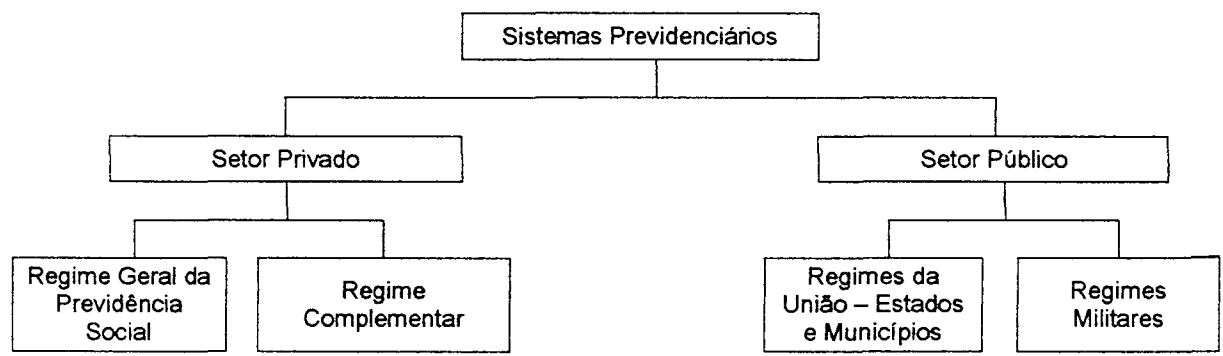 Sistemas Previdenciários
Setor Privado
Setor Público
Regime Geral da
Previdência
Social
Regime
Complementar
Regimes da
União – Estados
e Municípios
Regimes
Militares